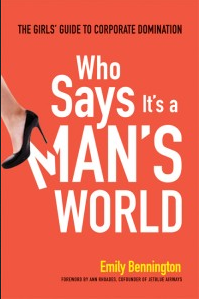 THE GIRLS' GUIDE TO CORPORATE DOMINATION
Who
Says It's a
MAN'S
WORLD
Emily Bennington
FOREWORD BY ANN RHOADES, COFOUNDER OF JETBLUE AIRWAYS